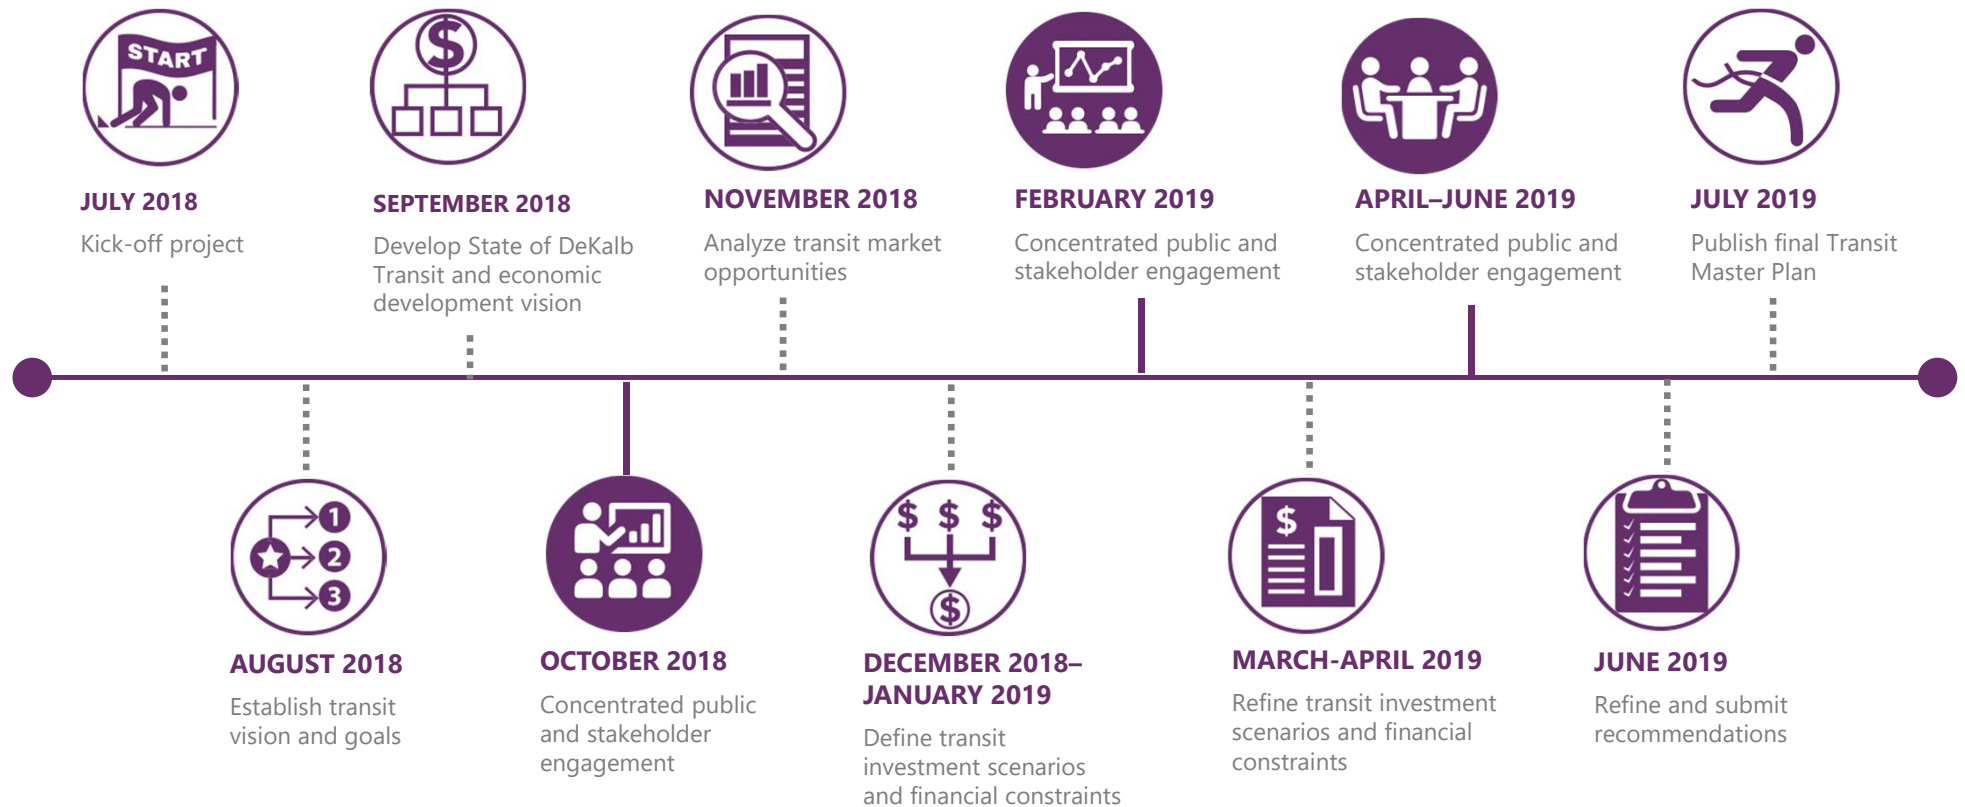 START
JULY 2018
Kick-off project
$
SEPTEMBER 2018
Develop State of DeKalb
Transit and economic
development vision
NOVEMBER 2018
Analyze transit market
opportunities
FEBRUARY 2019
Concentrated public and
stakeholder engagement
APRIL–JUNE 2019
Concentrated public and
stakeholder engagement
JULY 2019
Publish final Transit
Master Plan
1
2
3
AUGUST 2018
Establish transit
vision and goals
OCTOBER 2018
Concentrated public
and stakeholder
engagement
$ $ $
$
DECEMBER 2018–
JANUARY 2019
Define transit
investment scenarios
and financial constraints
$
MARCH-APRIL 2019
Refine transit investment
scenarios and financial
constraints
JUNE 2019
Refine and submit
recommendations